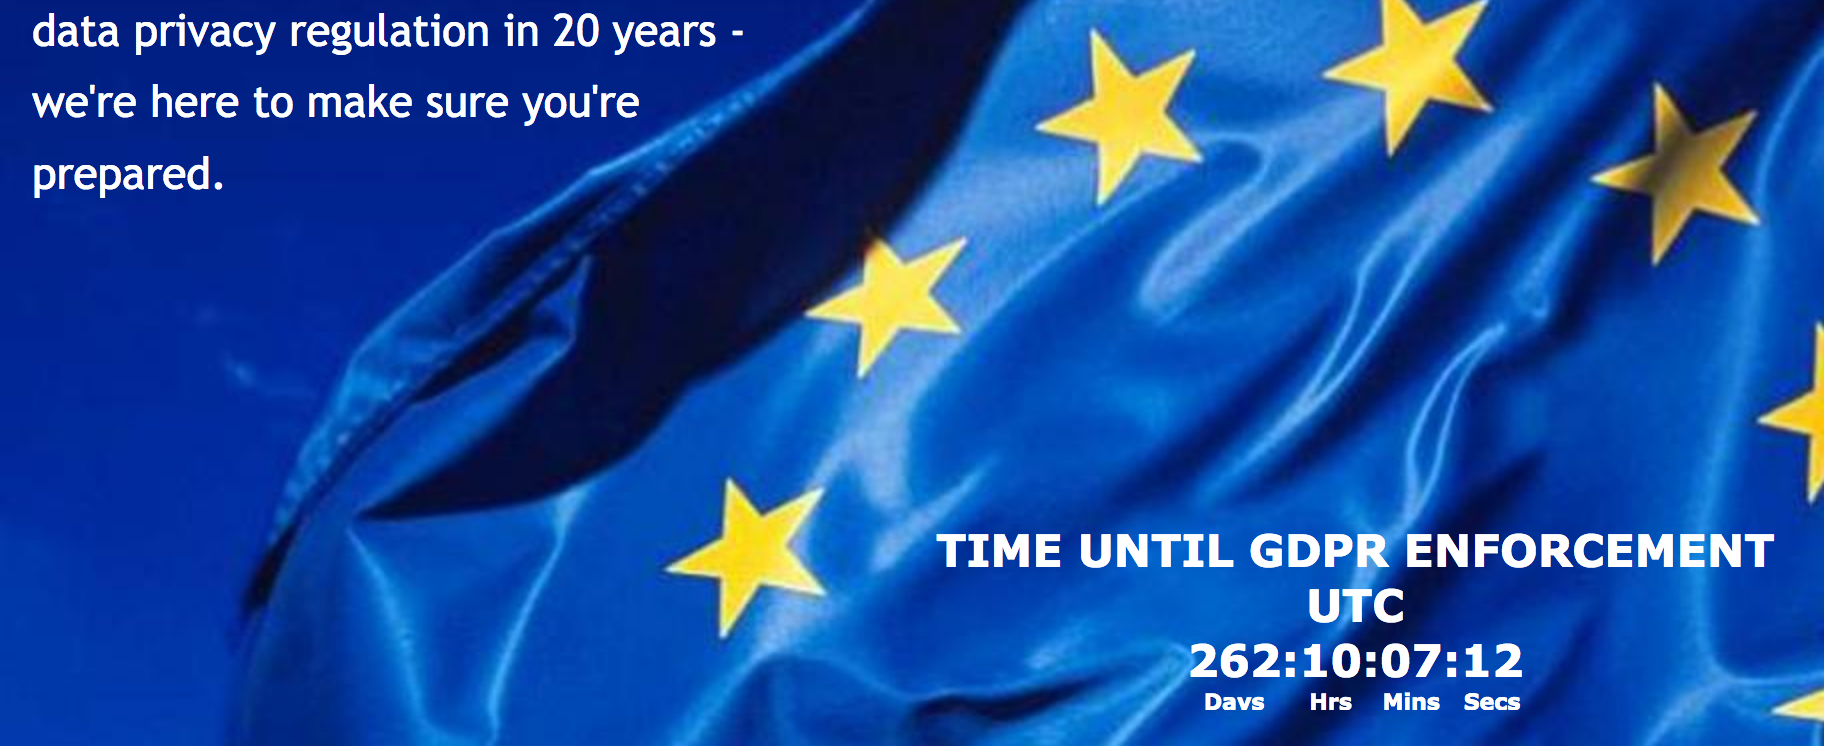 data privacy regulation in 20 years -
we're here to make sure you're
prepared.
TIME UNTIL GDPR ENFORCEMENT
UTC
262:10:07:12
Days Hrs Mins Secs